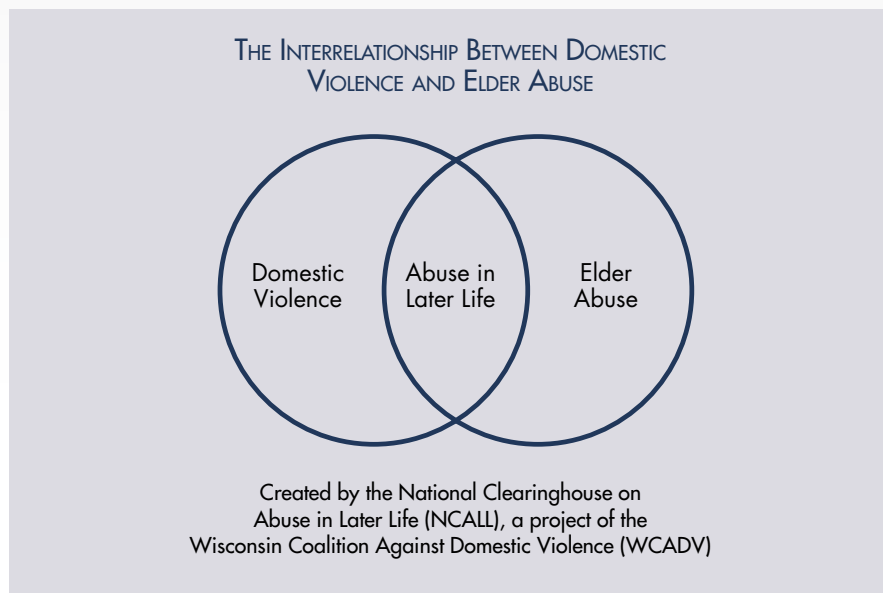 The Interrelationship Between Domestic
Violence and Elder Abuse
Domestic
Violence
Abuse in
Later Life
Elder
Abuse
Created by the National Clearinghouse on
Abuse in Later Life (NCALL), a project of the
Wisconsin Coalition Against Domestic Violence (WCADV)